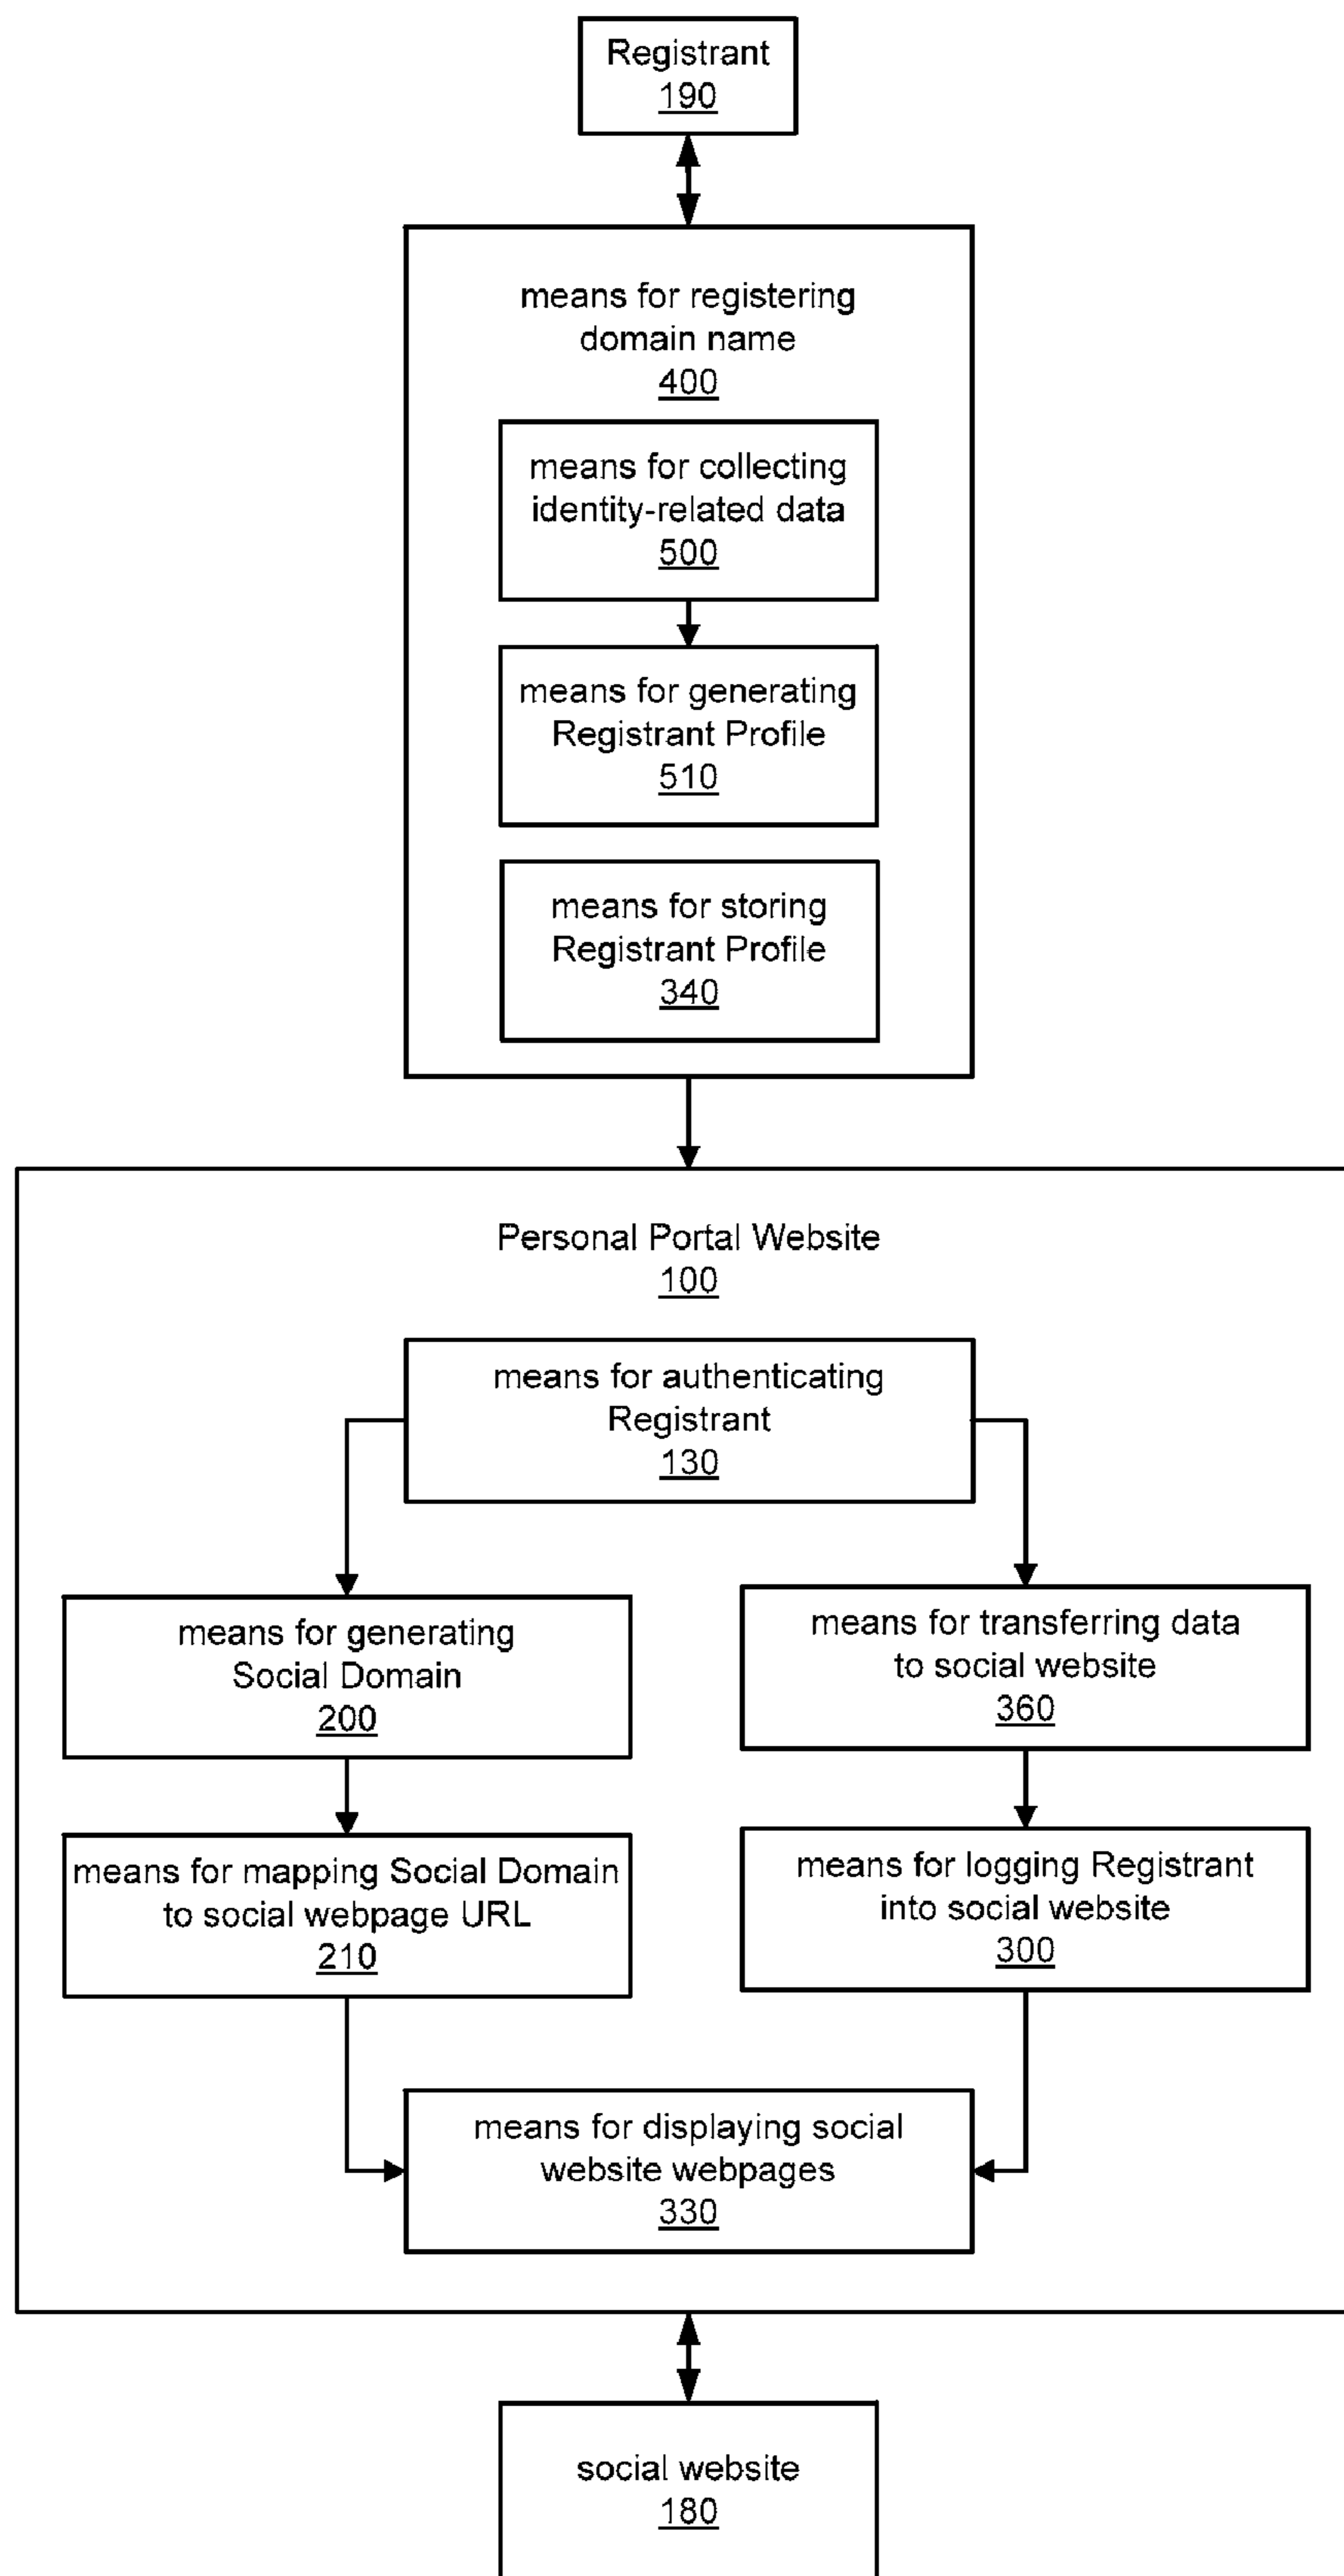 Registrant
190
means for registering
domain name
400
means for collecting
identity-related data
500
means for generating
Registrant Profile
510
means for storing
Registrant Profile
340
Personal Portal Website
100
means for authenticating
Registrant
130
means for generating
Social Domain
200
means for transferring data
to social website
360
means for mapping Social Domain
to social webpage URL
210
means for logging Registrant
into social website
300
means for displaying social
website webpages
330
social website
180